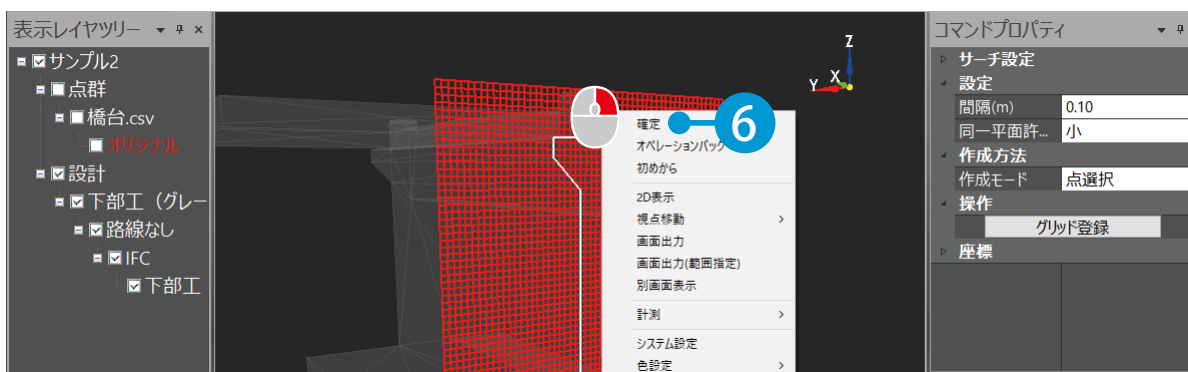 表示レイヤツリー
サンプル2
点群
橋台.csv
オリジナル
設計
下部工（グレー
路線なし
IFC
下部工
Z
Y
X
確定
オペレーションバック
初めから
2D表示
視点移動
画面出力
画面出力(範囲指定)
別画面表示
計測
システム設定
色設定
6
コマンドプロパティ
サーチ設定
設定
間隔(m) 0.10
同一平面許... 小
作成方法
作成モード 点選択
操作
グリッド登録
座標